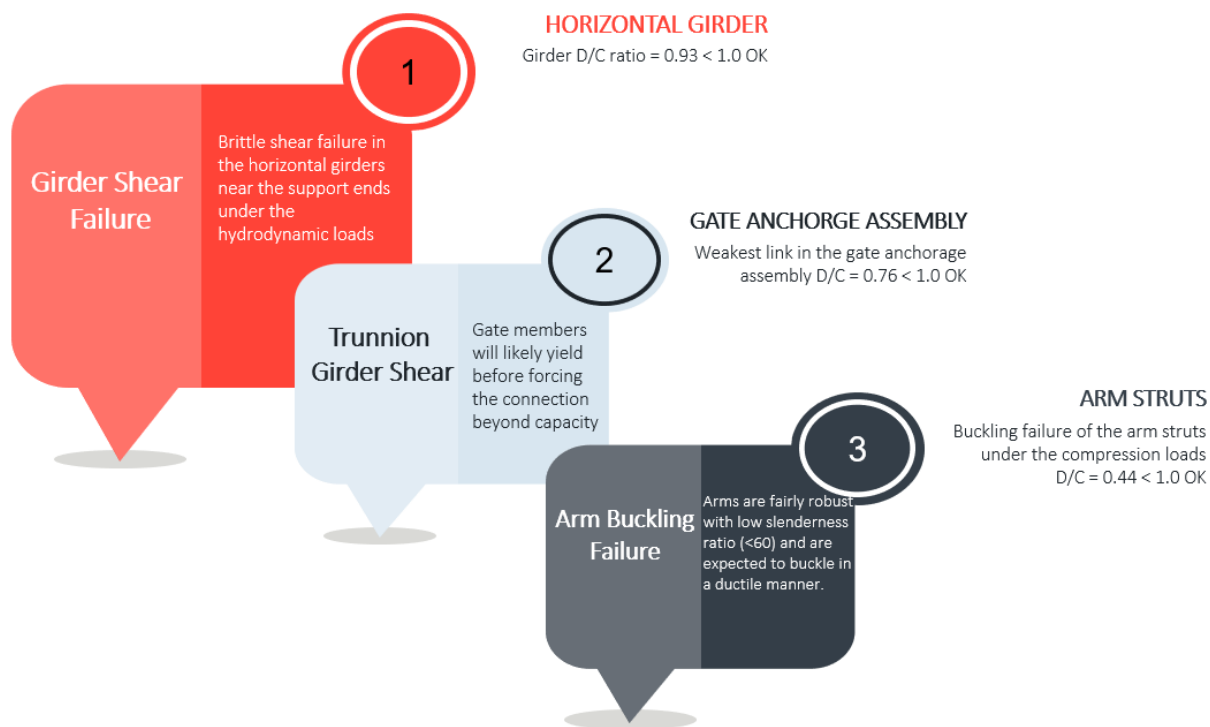 HORIZONTAL GIRDER
Girder D/C ratio = 0.93 < 1.0 OK
1
Girder Shear
Failure
Brittle shear failure in
the horizontal girders
near the support ends
under the
hydrodynamic loads
GATE ANCHORGE ASSEMBLY
Weakest link in the gate anchorage
assembly D/C = 0.76 < 1.0 OK
2
Trunnion
Girder Shear
Gate members
will likely yield
before forcing
the connection
beyond capacity
ARM STRUTS
Buckling failure of the arm struts
under the compression loads
D/C = 0.44 < 1.0 OK
3
Arm Buckling
Failure
Arms are fairly robust
with low slenderness
ratio (<60) and are
expected to buckle in
a ductile manner.